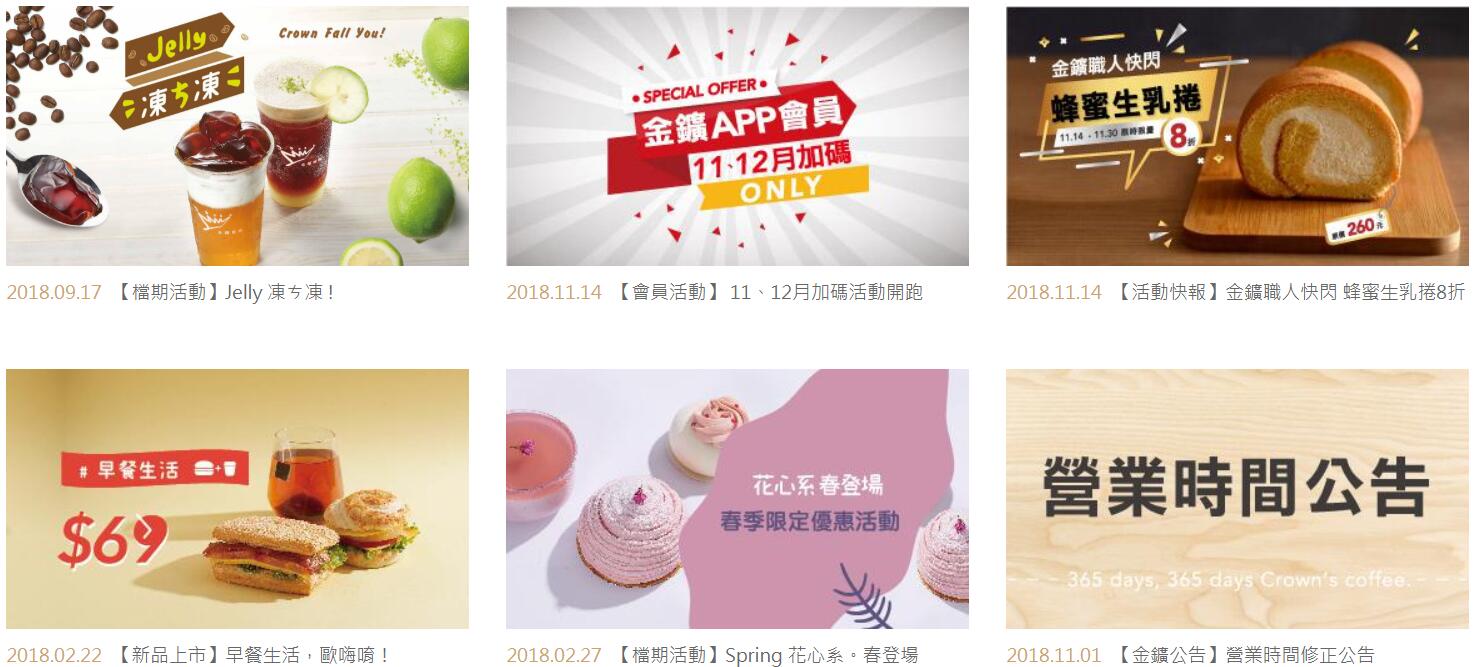 Jelly
凍ㄘ凍
Crown Fall You!
2018.09.17 【檔期活動】Jelly 凍ㄘ凍！
SPECIAL OFFER
金鑛APP會員
11、12月加碼
ONLY
2018.11.14 【會員活動】 11、12月加碼活動開跑
金鑛職人快閃
蜂蜜生乳捲
11.14 - 11.30 限時限量 8折
原價 260元
2018.11.14 【活動快報】金鑛職人快閃 蜂蜜生乳捲8折
# 早餐生活
$69
2018.02.22 【新品上市】早餐生活，歐嗨唷！
花心系 春登場
春季限定優惠活動
2018.02.27 【檔期活動】Spring 花心系。春登場
營業時間公告
365 days, 365 days Crown's coffee.
2018.11.01 【金鑛公告】營業時間修正公告